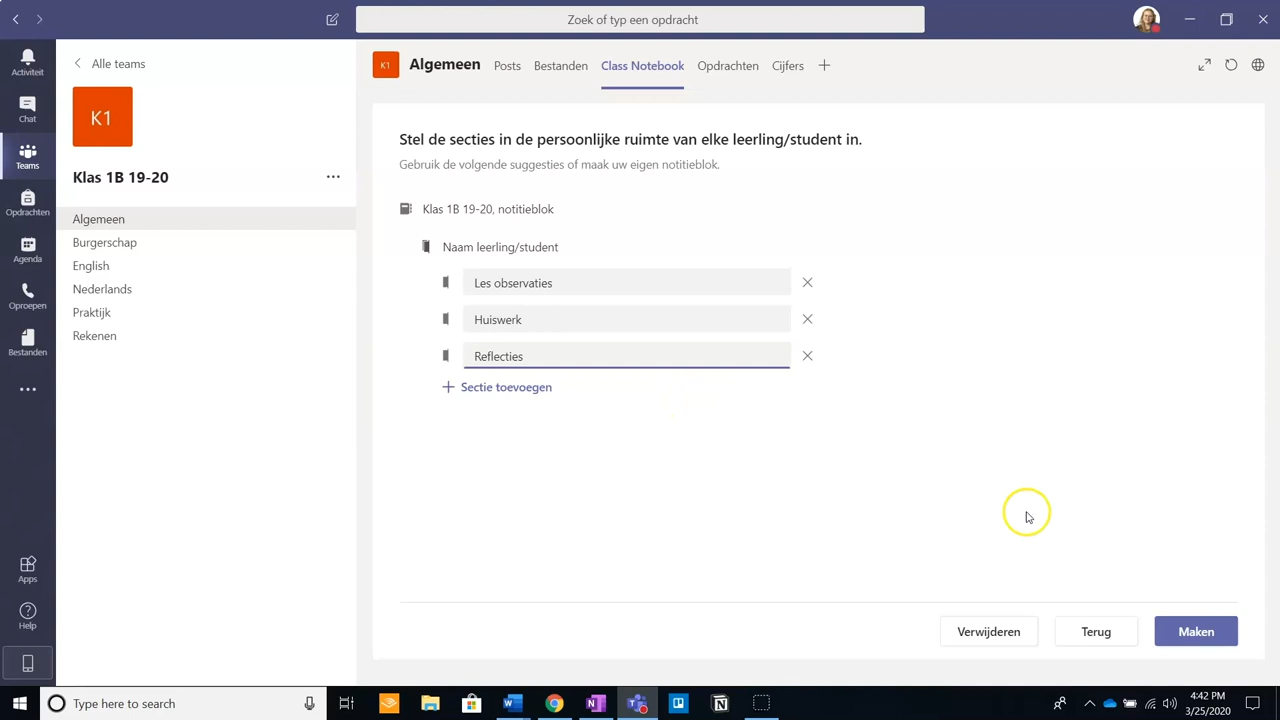 Zoek of typ een opdracht
Activiteit
Chat
Teams
Opdrachten
Agenda
Oproepen
Bestanden
Apps
Help
Alle teams
K1
Klas 1B 19-20
Algemeen
Burgerschap
English
Nederlands
Praktijk
Rekenen
K1 Algemeen Posts Bestanden Class Notebook Opdrachten Cijfers
Stel de secties in de persoonlijke ruimte van elke leerling/student in.
Gebruik de volgende suggesties of maak uw eigen notitieblok.
Klas 1B 19-20, notitieblok
Naam leerling/student
Les observaties
Huiswerk
Reflecties
Sectie toevoegen
Verwijderen Terug Maken
Type here to search
4:42 PM
3/25/2020